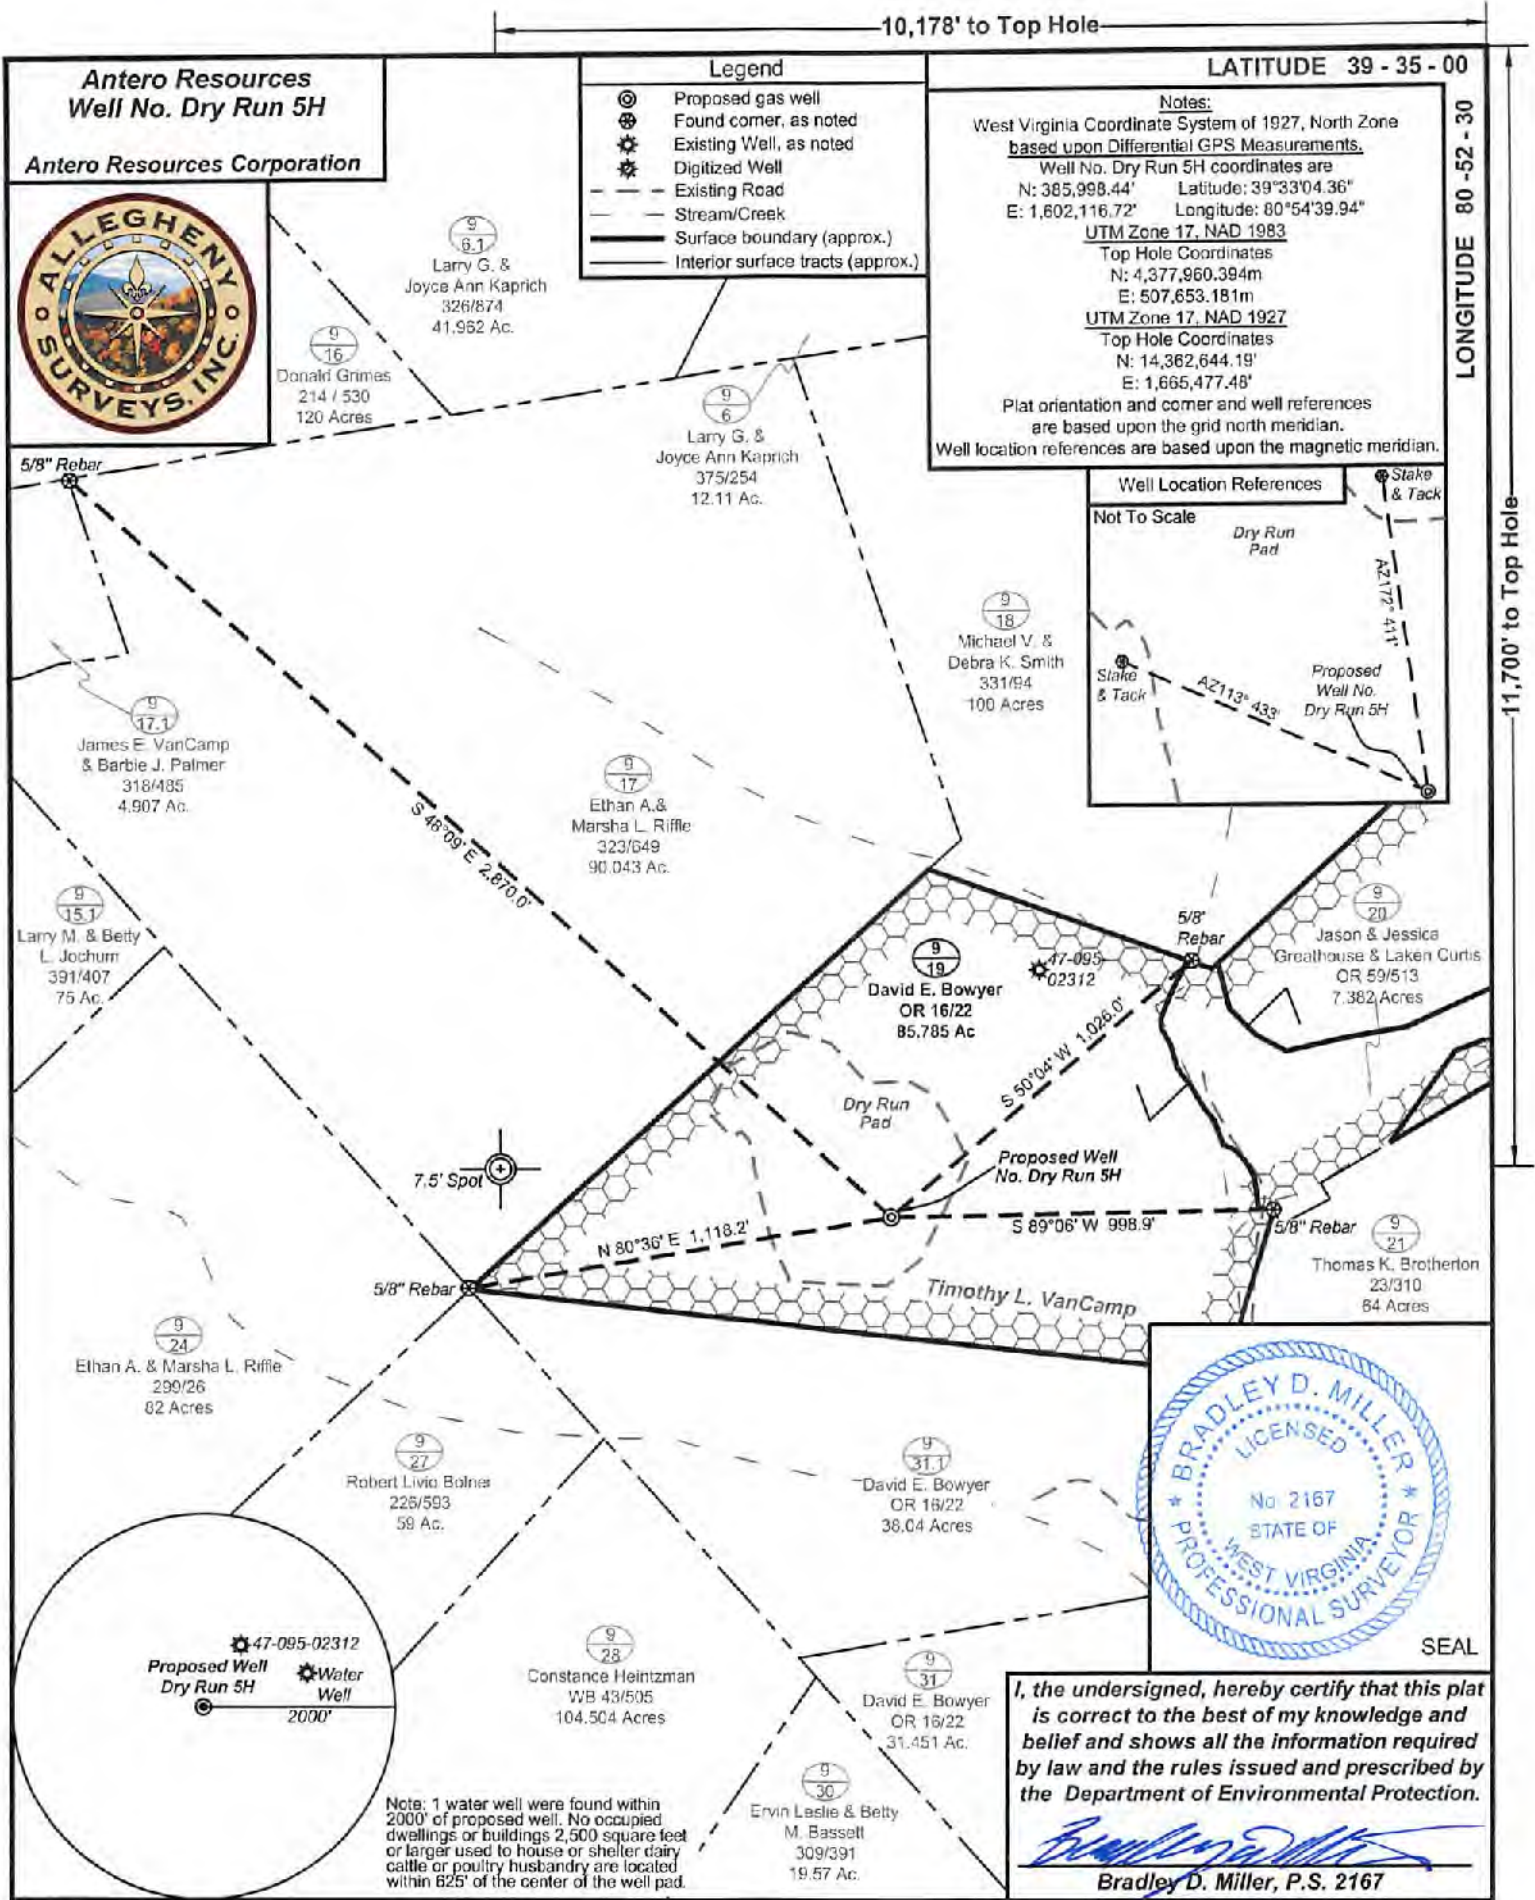 10,178' to Top Hole
Antero Resources
Well No. Dry Run 5H
Antero Resources Corporation
ALLEGHENY
SURVEYS, INC.
Legend
Proposed gas well
Found corner, as noted
Existing Well, as noted
Digitized Well
Existing Road
Stream/Creek
Surface boundary (approx.)
Interior surface tracts (approx.)
LATITUDE 39 - 35 - 00
LONGITUDE 80 -52 - 30
11,700' to Top Hole
Notes:
West Virginia Coordinate System of 1927, North Zone
based upon Differential GPS Measurements.
Well No. Dry Run 5H coordinates are
N: 385,998.44' Latitude: 39°33'04.36"
E: 1,602,116.72' Longitude: 80°54'39.94"
UTM Zone 17, NAD 1983
Top Hole Coordinates
N: 4,377,960.394m
E: 507,653.181m
UTM Zone 17, NAD 1927
Top Hole Coordinates
N: 14,362,644.19'
E: 1,665,477.48'
Plat orientation and corner and well references
are based upon the grid north meridian.
Well location references are based upon the magnetic meridian.
Well Location References
Not To Scale
Stake
& Tack
Dry Run
Pad
AZ172° 411'
Stake
& Tack
AZ113° 433'
Proposed
Well No.
Dry Run 5H
9
6.1
Larry G. &
Joyce Ann Kaprich
326/874
41.962 Ac.
9
16
Donald Grimes
214 / 530
120 Acres
9
6
Larry G. &
Joyce Ann Kaprich
375/254
12.11 Ac.
5/8" Rebar
9
18
Michael V. &
Debra K. Smith
331/94
100 Acres
9
17.1
James E. VanCamp
& Barbie J. Palmer
318/485
4.907 Ac.
9
17
Ethan A.&
Marsha L. Riffle
323/649
90.043 Ac.
S 48°09' E 2,870.0'
9
15.1
Larry M. & Betty
L. Jochum
391/407
75 Ac.
9
19
David E. Bowyer
OR 16/22
85.785 Ac
47-095-
02312
5/8'
Rebar
9
20
Jason & Jessica
Greathouse & Laken Curtis
OR 59/513
7.382 Acres
S 50°04' W 1,026.0'
Dry Run
Pad
Proposed Well
No. Dry Run 5H
7.5' Spot
N 80°36' E 1,118.2'
S 89°06' W 998.9'
5/8" Rebar
9
21
Thomas K. Brotherton
23/310
64 Acres
5/8" Rebar
Timothy L. VanCamp
9
24
Ethan A. & Marsha L. Riffle
299/26
82 Acres
9
27
Robert Livio Bolner
226/593
59 Ac.
9
31.1
David E. Bowyer
OR 16/22
38.04 Acres
BRADLEY D. MILLER
LICENSED
No. 2167
STATE OF
WEST VIRGINIA
PROFESSIONAL SURVEYOR
SEAL
47-095-02312
Proposed Well
Dry Run 5H
Water
Well
2000'
9
28
Constance Heintzman
WB 43/505
104.504 Acres
9
31
David E. Bowyer
OR 16/22
31.451 Ac.
9
30
Ervin Leslie & Betty
M. Bassett
309/391
19.57 Ac.
Note: 1 water well were found within
2000' of proposed well. No occupied
dwellings or buildings 2,500 square feet
or larger used to house or shelter dairy
cattle or poultry husbandry are located
within 625' of the center of the well pad.
I, the undersigned, hereby certify that this plat
is correct to the best of my knowledge and
belief and shows all the information required
by law and the rules issued and prescribed by
the Department of Environmental Protection.
Bradley D. Miller, P.S. 2167